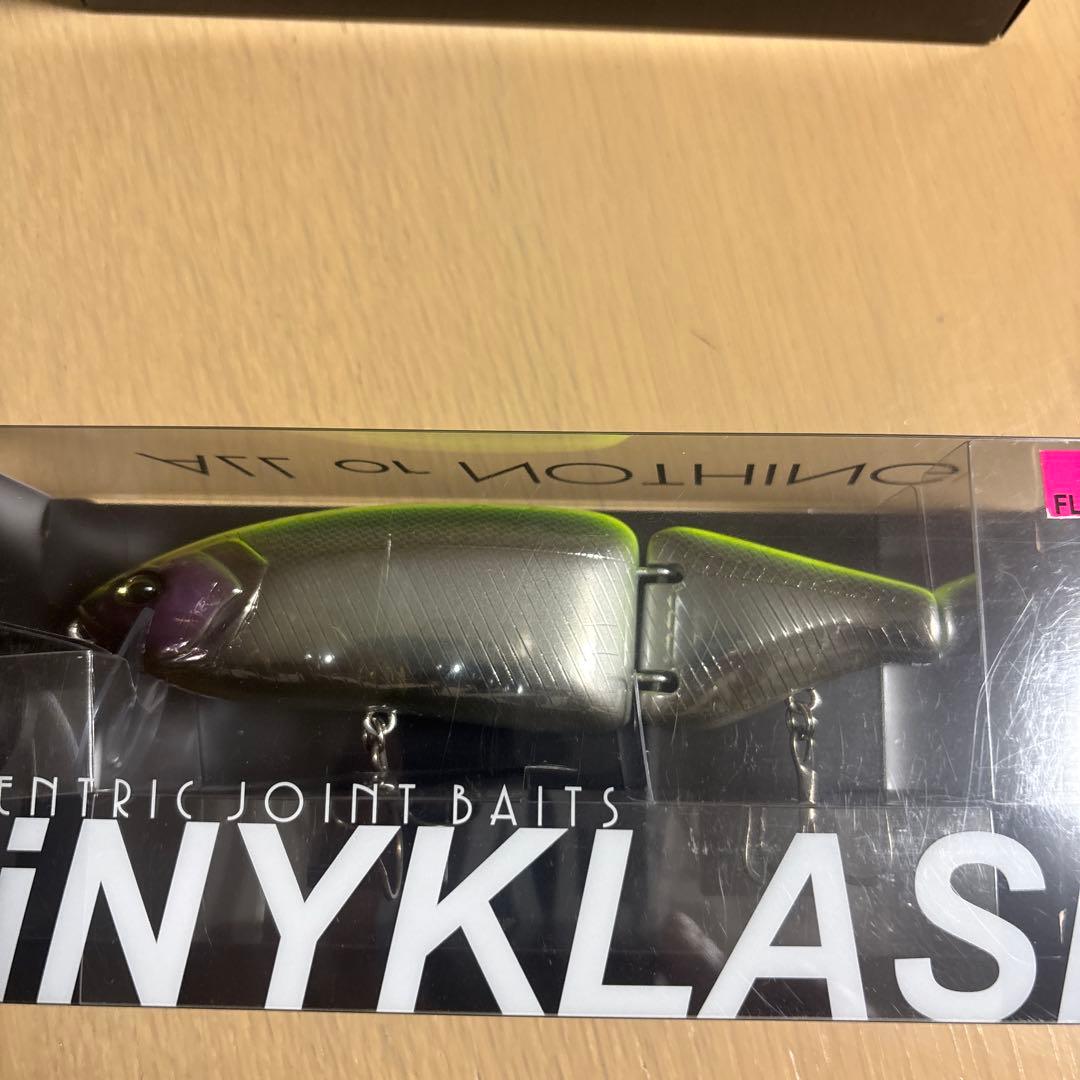 ALL or NOTHING
FL
ENTRIC JOINT BAITS
iNYKLAS